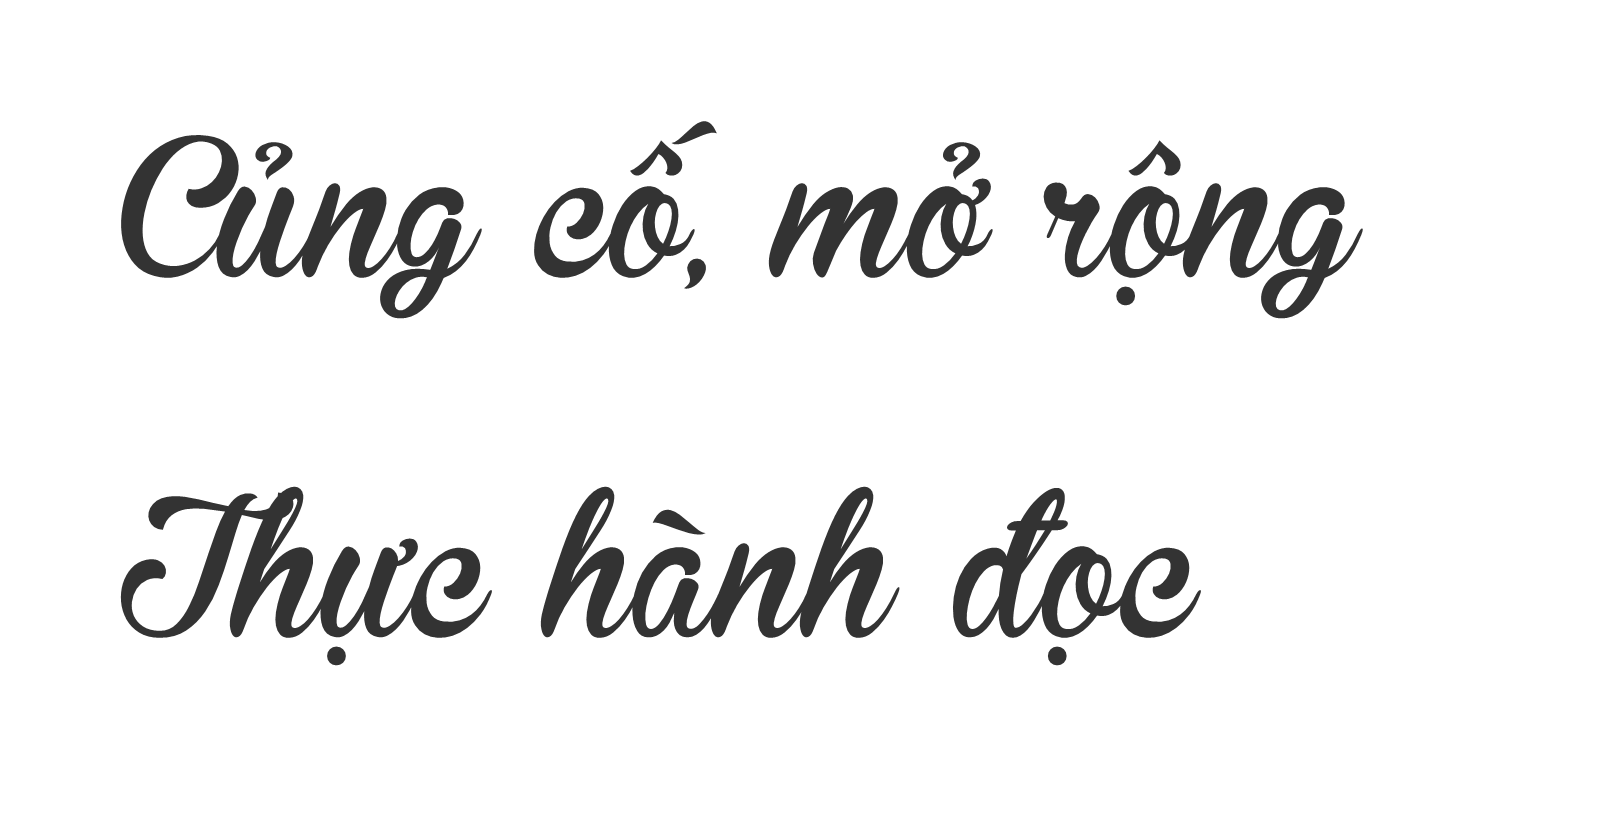 Củng cố, mở rộng
Thực hành đọc